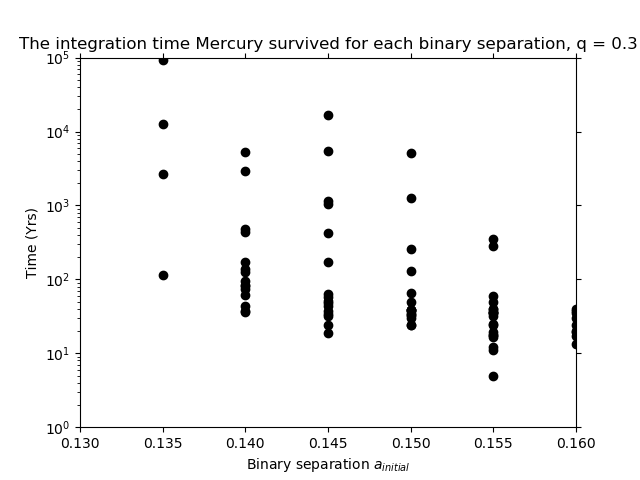 The integration time Mercury survived for each binary separation, q = 0.3
10^5
10^4
10^3
10^2
10^1
10^0
Time (Yrs)
0.130 0.135 0.140 0.145 0.150 0.155 0.160
Binary separation a_initial